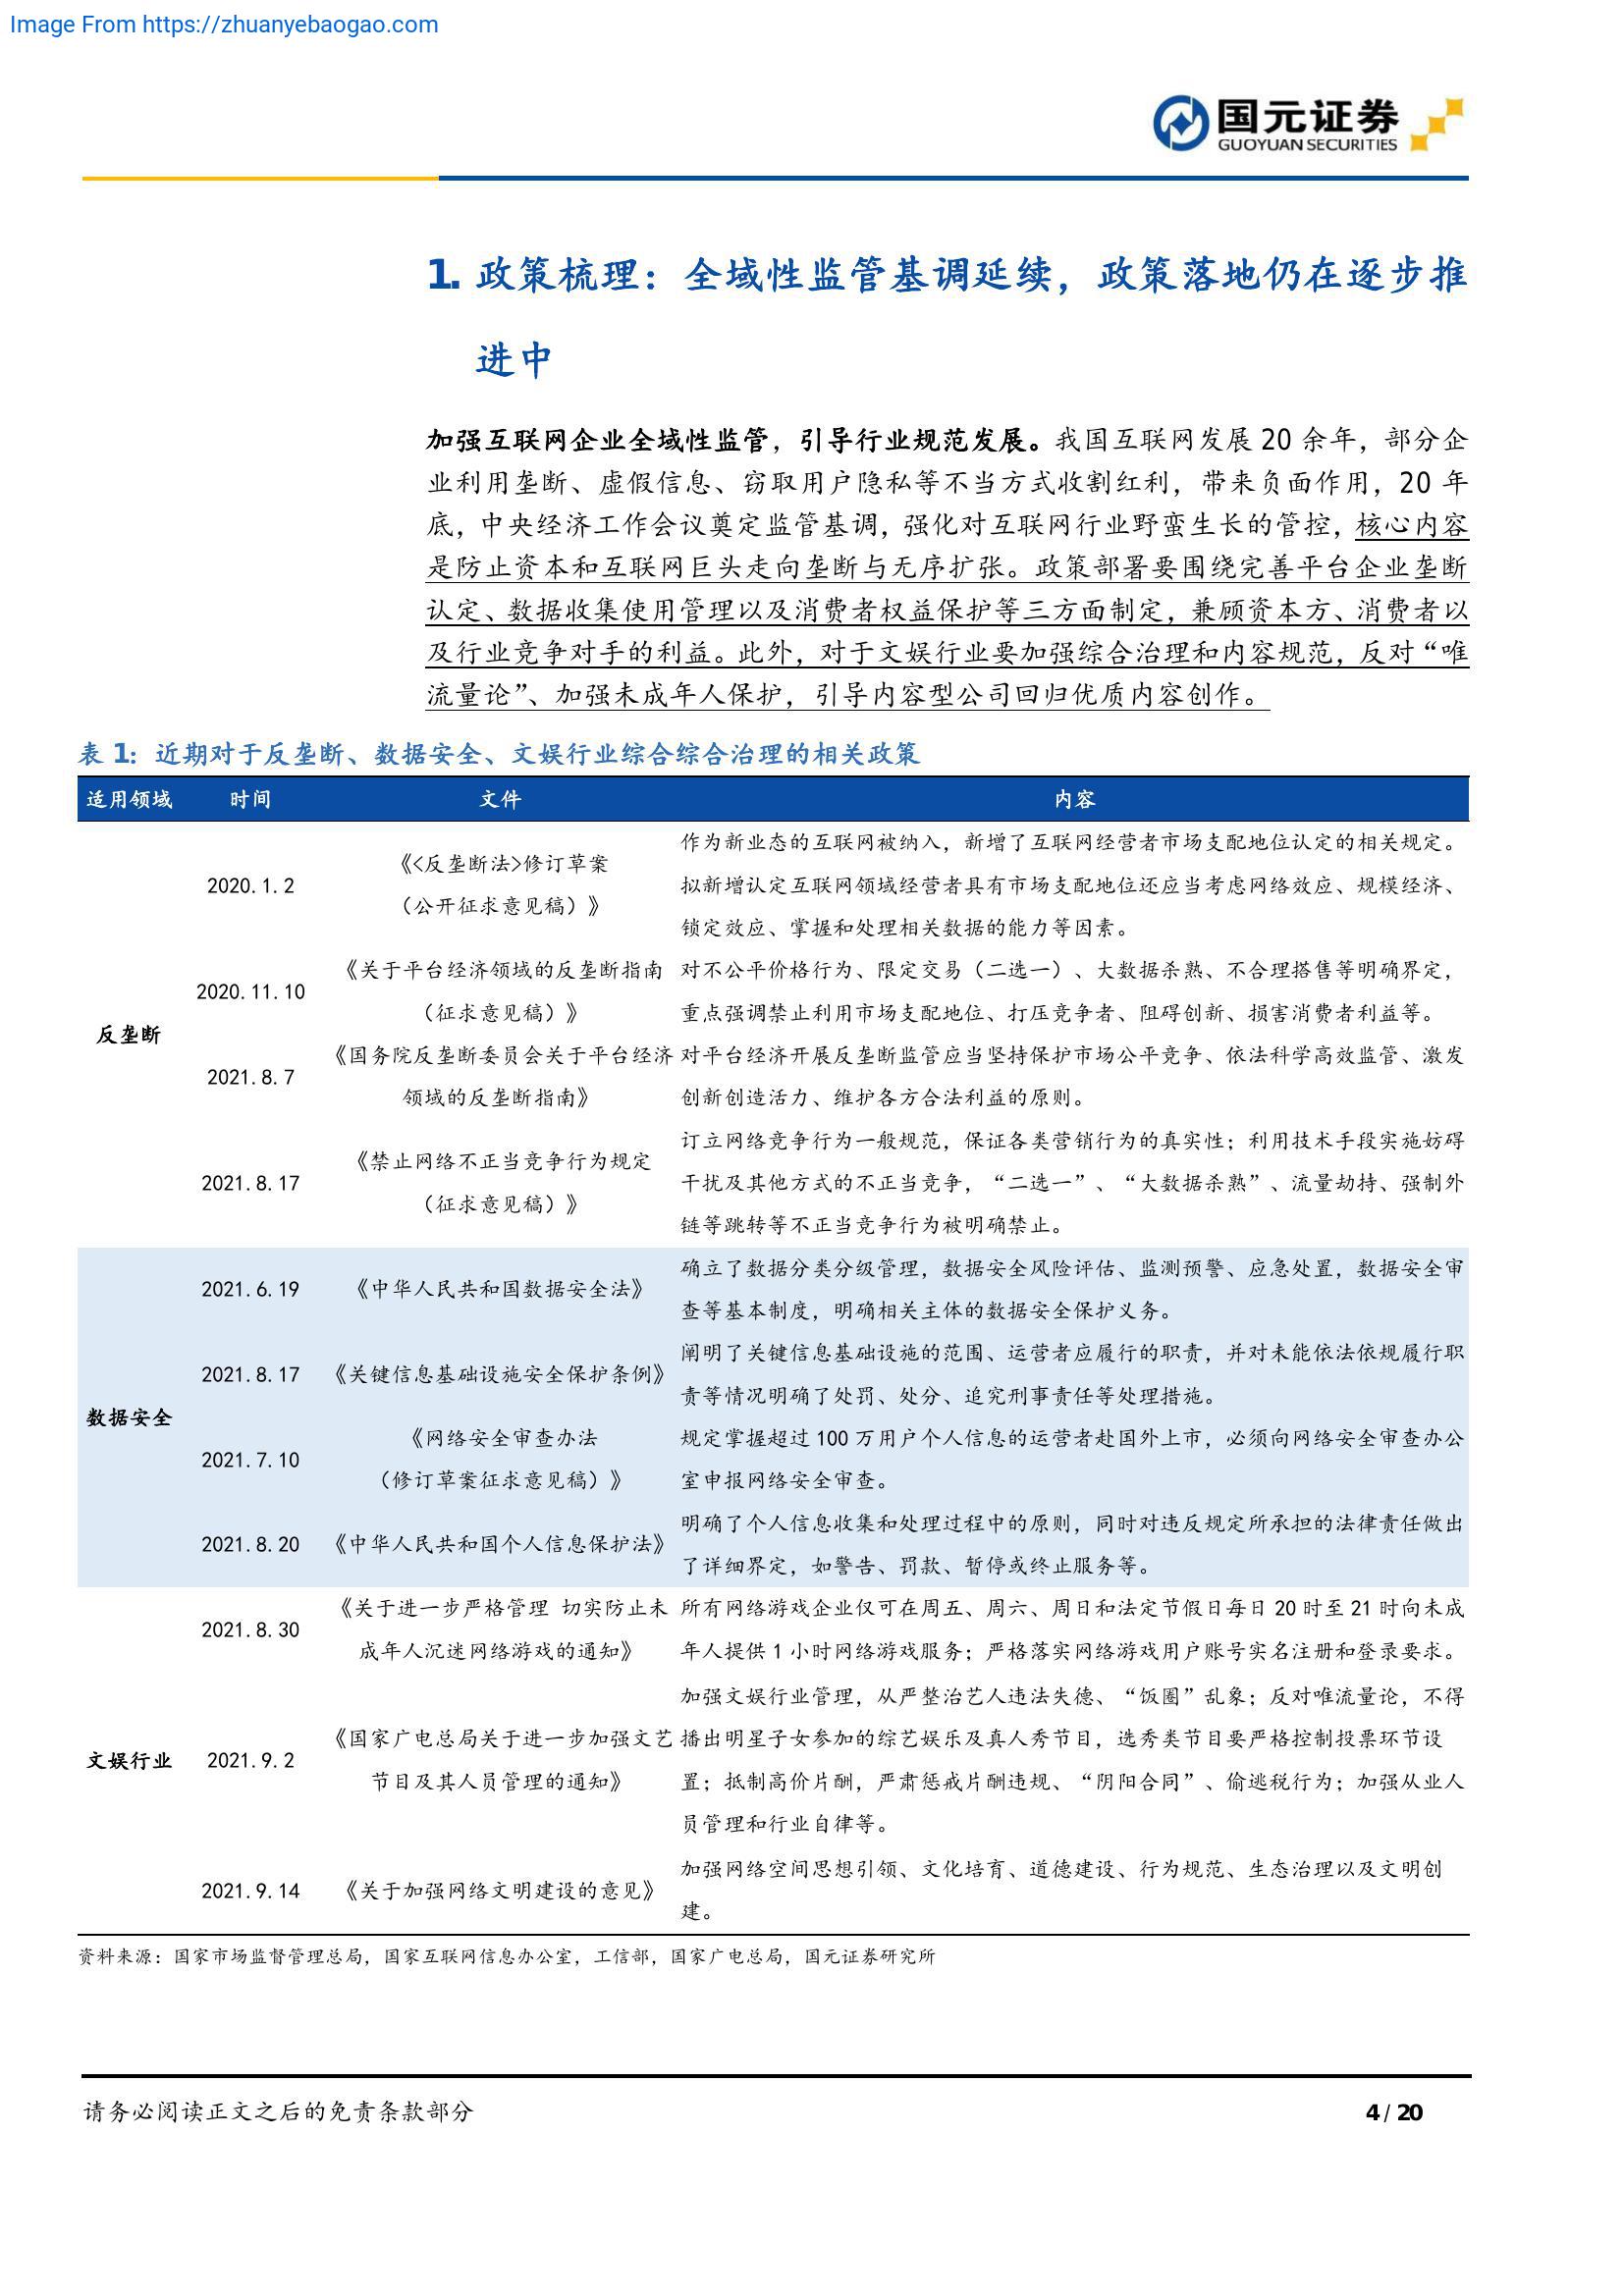 Image From https://zhuanyebaogao.com
国元证券
GUOYUAN SECURITIES
1. 政策梳理：全域性监管基调延续，政策落地仍在逐步推
进中
加强互联网企业全域性监管，引导行业规范发展。我国互联网发展 20 余年，部分企
业利用垄断、虚假信息、窃取用户隐私等不当方式收割红利，带来负面作用，20 年
底，中央经济工作会议奠定监管基调，强化对互联网行业野蛮生长的管控，核心内容
是防止资本和互联网巨头走向垄断与无序扩张。政策部署要围绕完善平台企业垄断
认定、数据收集使用管理以及消费者权益保护等三方面制定，兼顾资本方、消费者以
及行业竞争对手的利益。此外，对于文娱行业要加强综合治理和内容规范，反对“唯
流量论”、加强未成年人保护，引导内容型公司回归优质内容创作。
表 1：近期对于反垄断、数据安全、文娱行业综合综合治理的相关政策
适用领域 时间 文件 内容
反垄断
2020.1.2
《<反垄断法>修订草案
（公开征求意见稿）》
作为新业态的互联网被纳入，新增了互联网经营者市场支配地位认定的相关规定。
拟新增认定互联网领域经营者具有市场支配地位还应当考虑网络效应、规模经济、
锁定效应、掌握和处理相关数据的能力等因素。
2020.11.10
《关于平台经济领域的反垄断指南
（征求意见稿）》
对不公平价格行为、限定交易（二选一）、大数据杀熟、不合理搭售等明确界定，
重点强调禁止利用市场支配地位、打压竞争者、阻碍创新、损害消费者利益等。
2021.8.7
《国务院反垄断委员会关于平台经济
领域的反垄断指南》
对平台经济开展反垄断监管应当坚持保护市场公平竞争、依法科学高效监管、激发
创新创造活力、维护各方合法利益的原则。
2021.8.17
《禁止网络不正当竞争行为规定
（征求意见稿）》
订立网络竞争行为一般规范，保证各类营销行为的真实性；利用技术手段实施妨碍
干扰及其他方式的不正当竞争，“二选一”、“大数据杀熟”、流量劫持、强制外
链等跳转等不正当竞争行为被明确禁止。
数据安全
2021.6.19
《中华人民共和国数据安全法》
确立了数据分类分级管理，数据安全风险评估、监测预警、应急处置，数据安全审
查等基本制度，明确相关主体的数据安全保护义务。
2021.8.17
《关键信息基础设施安全保护条例》
阐明了关键信息基础设施的范围、运营者应履行的职责，并对未能依法依规履行职
责等情况明确了处罚、处分、追究刑事责任等处理措施。
2021.7.10
《网络安全审查办法
（修订草案征求意见稿）》
规定掌握超过 100 万用户个人信息的运营者赴国外上市，必须向网络安全审查办公
室申报网络安全审查。
2021.8.20
《中华人民共和国个人信息保护法》
明确了个人信息收集和处理过程中的原则，同时对违反规定所承担的法律责任做出
了详细界定，如警告、罚款、暂停或终止服务等。
文娱行业
2021.8.30
《关于进一步严格管理 切实防止未
成年人沉迷网络游戏的通知》
所有网络游戏企业仅可在周五、周六、周日和法定节假日每日 20 时至 21 时向未成
年人提供 1 小时网络游戏服务；严格落实网络游戏用户账号实名注册和登录要求。
2021.9.2
《国家广电总局关于进一步加强文艺
节目及其人员管理的通知》
加强文娱行业管理，从严整治艺人违法失德、“饭圈”乱象；反对唯流量论，不得
播出明星子女参加的综艺娱乐及真人秀节目，选秀类节目要严格控制投票环节设
置；抵制高价片酬，严肃惩戒片酬违规、“阴阳合同”、偷逃税行为；加强从业人
员管理和行业自律等。
2021.9.14
《关于加强网络文明建设的意见》
加强网络空间思想引领、文化培育、道德建设、行为规范、生态治理以及文明创
建。
资料来源：国家市场监督管理总局，国家互联网信息办公室，工信部，国家广电总局，国元证券研究所
请务必阅读正文之后的免责条款部分
4 / 20